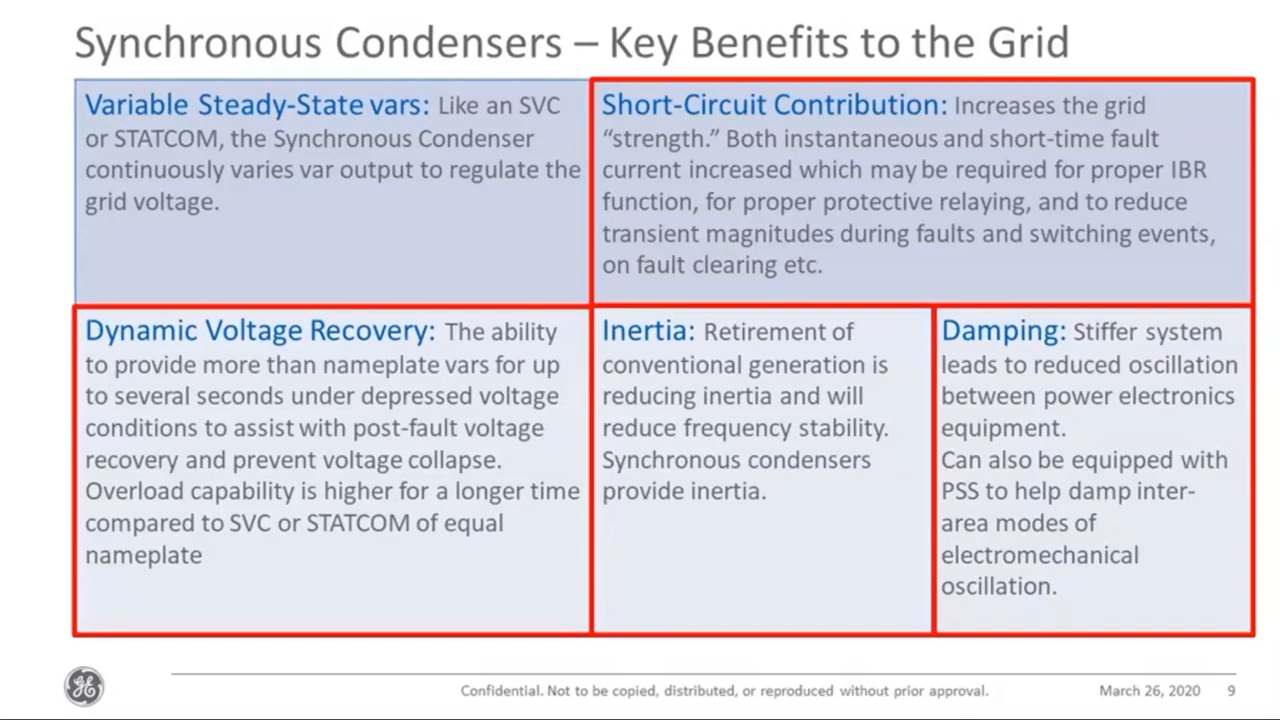 Synchronous Condensers – Key Benefits to the Grid
Variable Steady-State vars: Like an SVC
or STATCOM, the Synchronous Condenser
continuously varies var output to regulate the
grid voltage.
Short-Circuit Contribution: Increases the grid
“strength.” Both instantaneous and short-time fault
current increased which may be required for proper IBR
function, for proper protective relaying, and to reduce
transient magnitudes during faults and switching events,
on fault clearing etc.
Dynamic Voltage Recovery: The ability
to provide more than nameplate vars for up
to several seconds under depressed voltage
conditions to assist with post-fault voltage
recovery and prevent voltage collapse.
Overload capability is higher for a longer time
compared to SVC or STATCOM of equal
nameplate
Inertia: Retirement of
conventional generation is
reducing inertia and will
reduce frequency stability.
Synchronous condensers
provide inertia.
Damping: Stiffer system
leads to reduced oscillation
between power electronics
equipment.
Can also be equipped with
PSS to help damp inter-
area modes of
electromechanical
oscillation.
GE
Confidential. Not to be copied, distributed, or reproduced without prior approval.
March 26, 2020 9